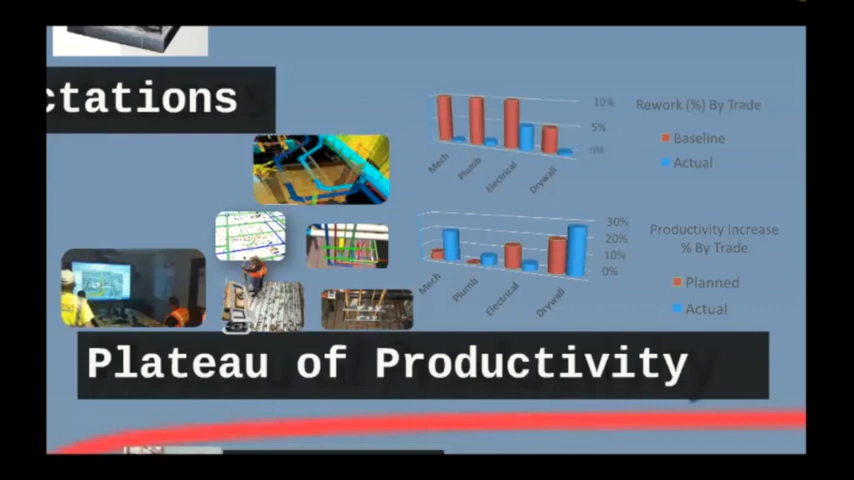 ctations
10%
5%
0%
Rework (%) By Trade
Baseline
Actual
Mech
Plumb
Electrical
Drywall
30%
20%
10%
0%
Productivity Increase
% By Trade
Planned
Actual
Mech
Plumb
Electrical
Drywall
Plateau of Productivity